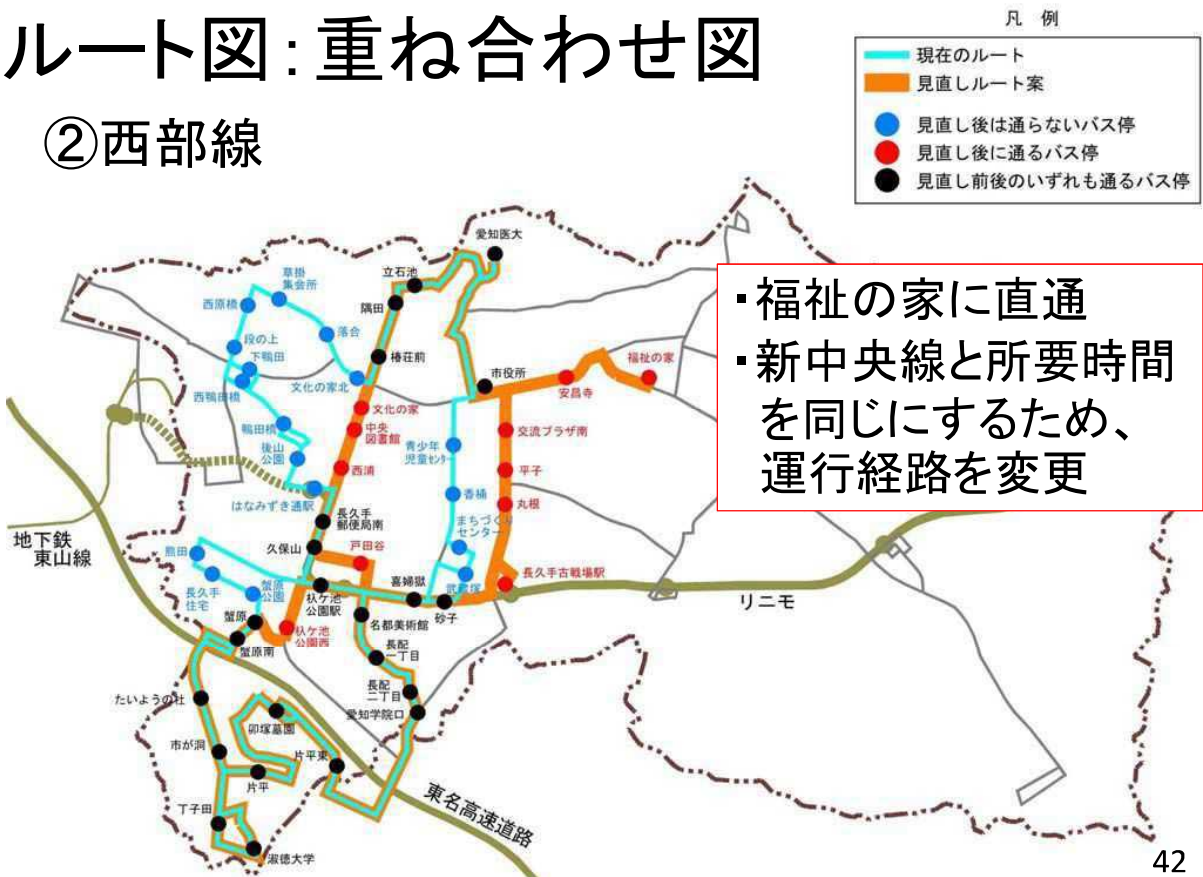 ルート図：重ね合わせ図
②西部線
凡 例
現在のルート
見直しルート案
見直し後は通らないバス停
見直し後に通るバス停
見直し前後のいずれも通るバス停
・福祉の家に直通
・新中央線と所要時間
を同じにするため、
運行経路を変更
愛知医大
立石池
草掛
集会所
西原橋
隅田
落合
段の上
下鴨田
椿荘前
西鴨田橋
文化の家北
市役所
安昌寺
福祉の家
文化の家
中央
図書館
鴨田橋
後山
公園
青少年
児童センター
交流プラザ南
西浦
平子
はなみずき通駅
香桶
丸根
長久手
郵便局南
まちづくり
センター
地下鉄
東山線
熊田
久保山
戸田谷
長久手
住宅
蟹原
公園
杁ケ池
公園駅
喜婦嶽
武蔵塚
長久手古戦場駅
砂子
リニモ
蟹原
杁ケ池
公園西
名都美術館
蟹原南
長配
一丁目
長配
二丁目
たいようの杜
愛知学院口
卯塚墓園
市が洞
片平東
片平
丁子田
東名高速道路
淑徳大学
42